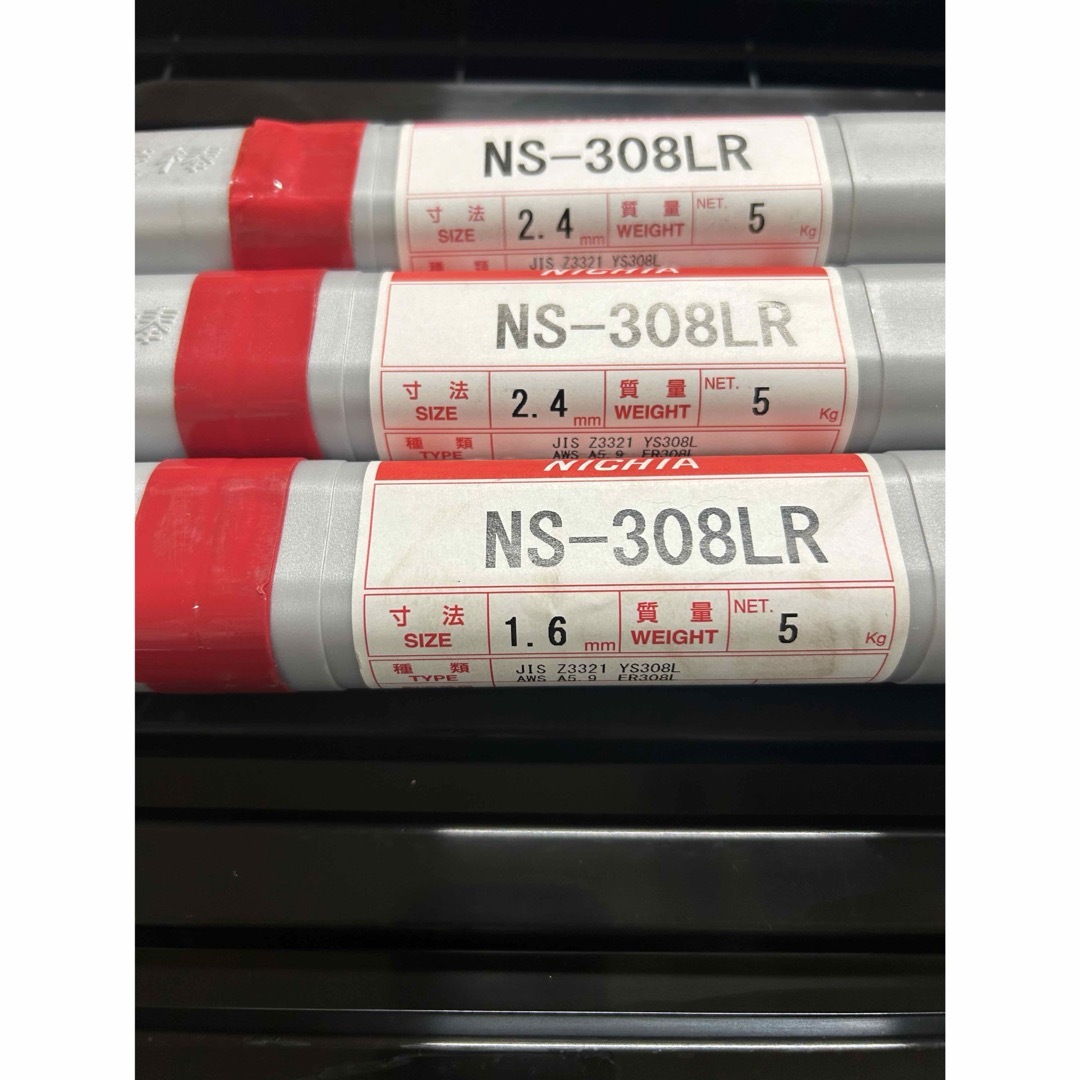 NS-308LR
寸法 2.4 mm 質量 NET. 5 Kg
SIZE WEIGHT
種類 JIS Z3321 YS308L
NICHIA
NS-308LR
寸法 2.4 mm 質量 NET. 5 Kg
SIZE WEIGHT
種類 JIS Z3321 YS308L
TYPE AWS A5.9 ER308L
NICHIA
NS-308LR
寸法 1.6 mm 質量 NET. 5 Kg
SIZE WEIGHT
種類 JIS Z3321 YS308L
TYPE AWS A5.9 ER308L